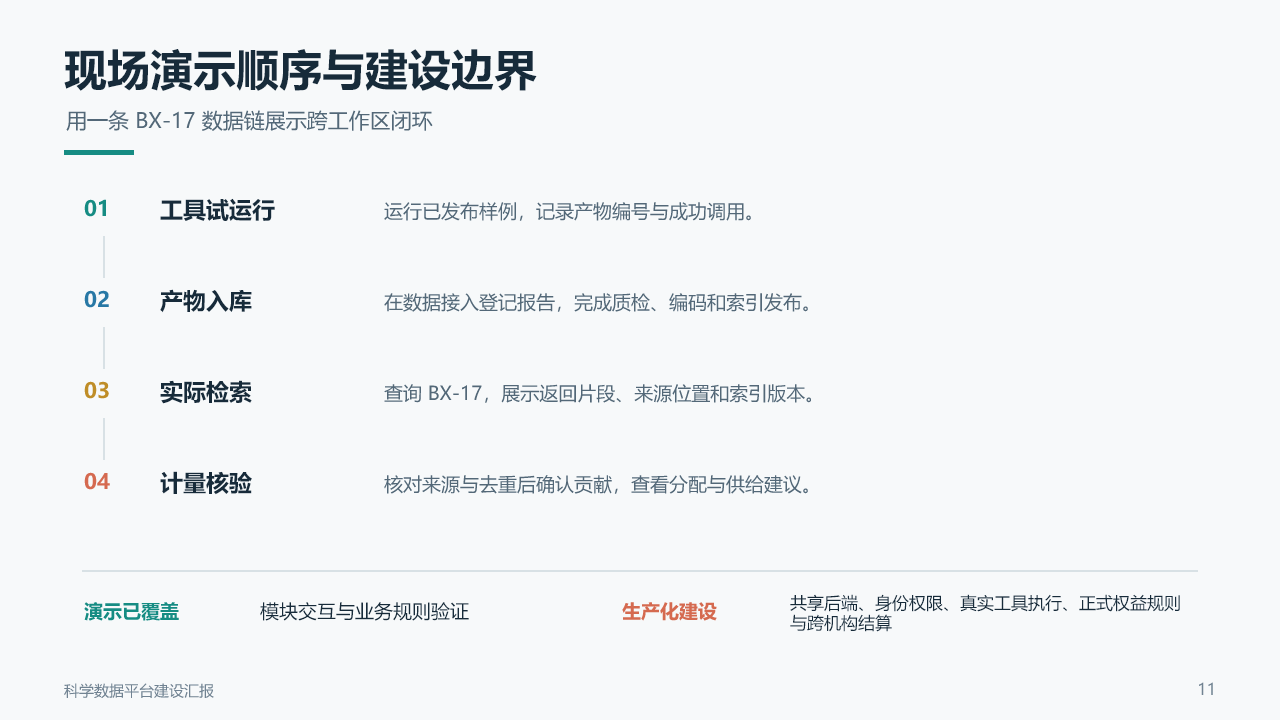 现场演示顺序与建设边界
用一条 BX-17 数据链展示跨工作区闭环
01 工具试运行 运行已发布样例，记录产物编号与成功调用。
02 产物入库 在数据接入登记报告，完成质检、编码和索引发布。
03 实际检索 查询 BX-17，展示返回片段、来源位置和索引版本。
04 计量核验 核对来源与去重后确认贡献，查看分配与供给建议。
演示已覆盖 模块交互与业务规则验证
生产化建设 共享后端、身份权限、真实工具执行、正式权益规则
与跨机构结算
科学数据平台建设汇报
11